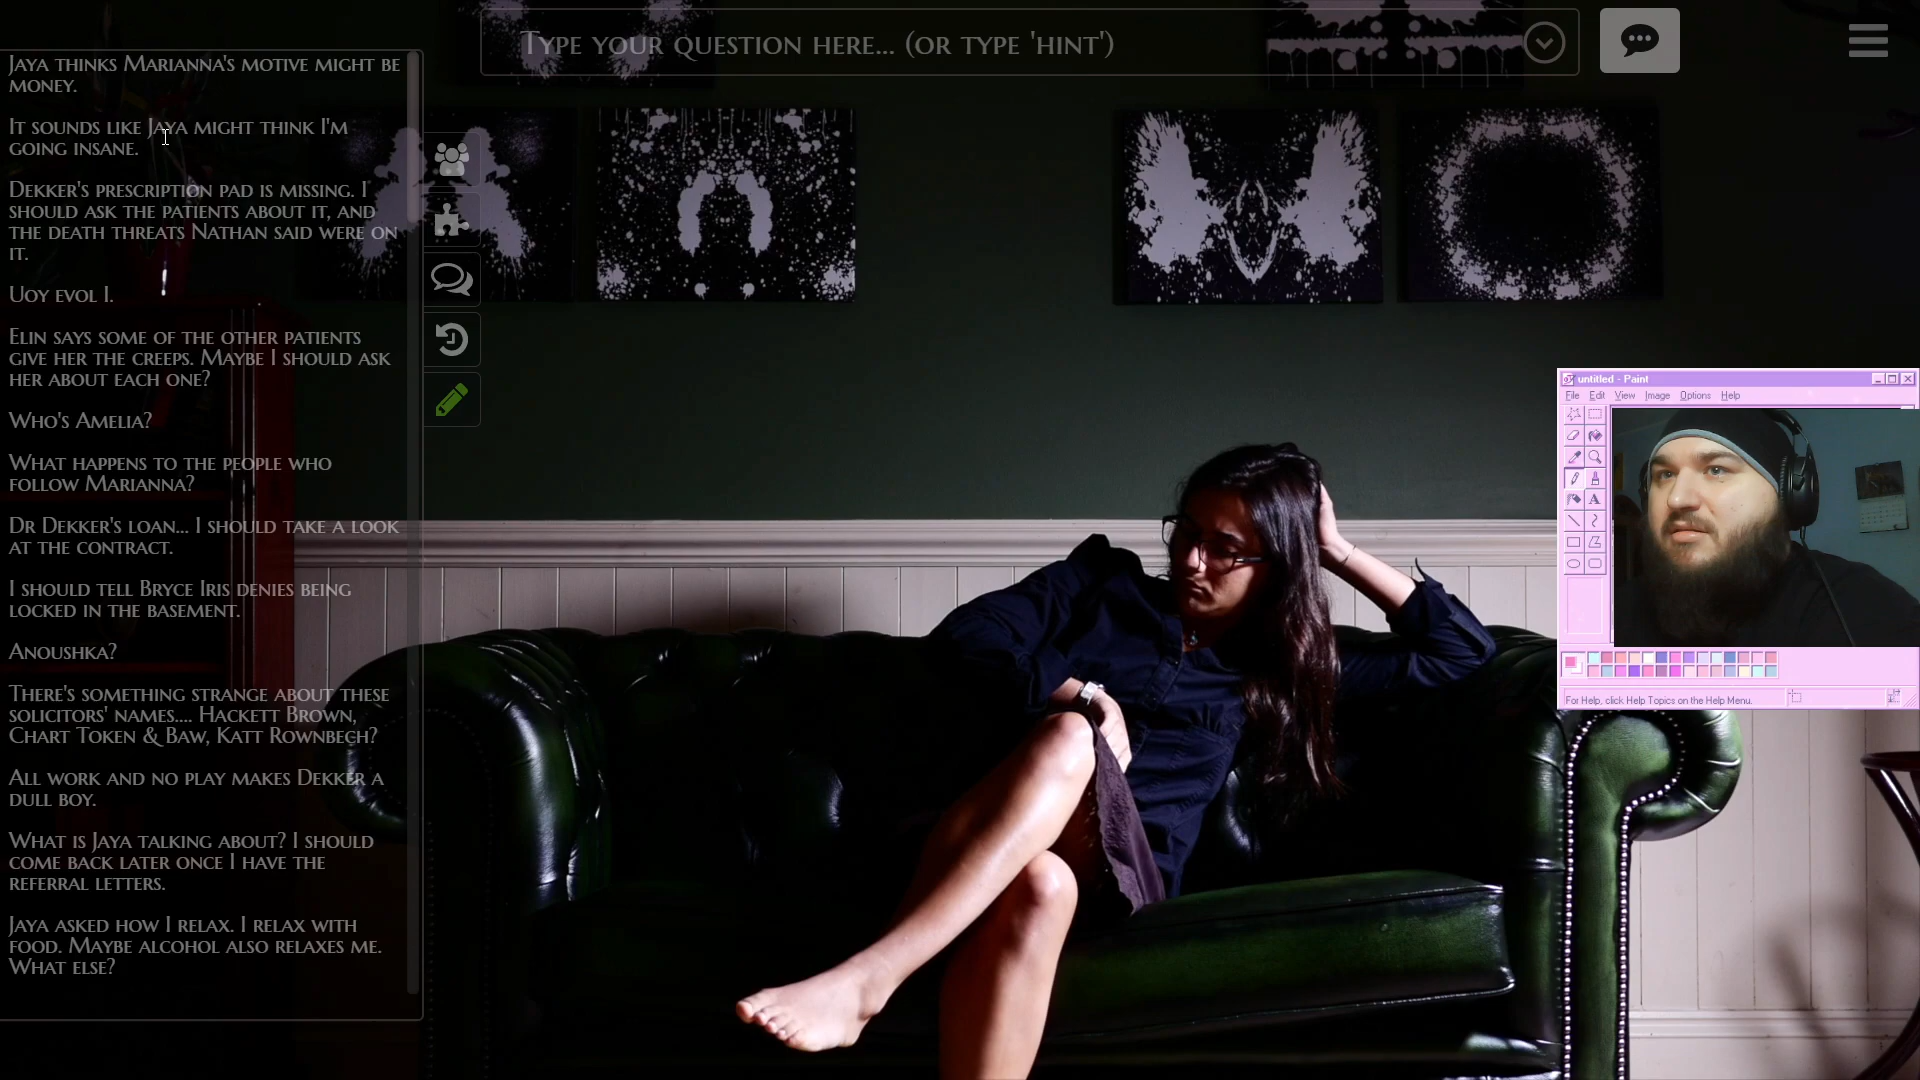 Type your question here... (or type 'hint')
Jaya thinks Marianna's motive might be
money.
It sounds like Jaya might think I'm
going insane.
Dekker's prescription pad is missing. I
should ask the patients about it, and
the death threats Nathan said were on
it.
Uoy evol I.
Elin says some of the other patients
give her the creeps. Maybe I should ask
her about each one?
Who's Amelia?
What happens to the people who
follow Marianna?
Dr Dekker's loan... I should take a look
at the contract.
I should tell Bryce Iris denies being
locked in the basement.
Anoushka?
There's something strange about these
solicitors' names.... Hackett Brown,
Chart Token & Baw, Katt Rownbech?
All work and no play makes Dekker a
dull boy.
What is Jaya talking about? I should
come back later once I have the
referral letters.
Jaya asked how I relax. I relax with
food. Maybe alcohol also relaxes me.
What else?
untitled - Paint
File Edit View Image Options Help
A
For Help, click Help Topics on the Help Menu.